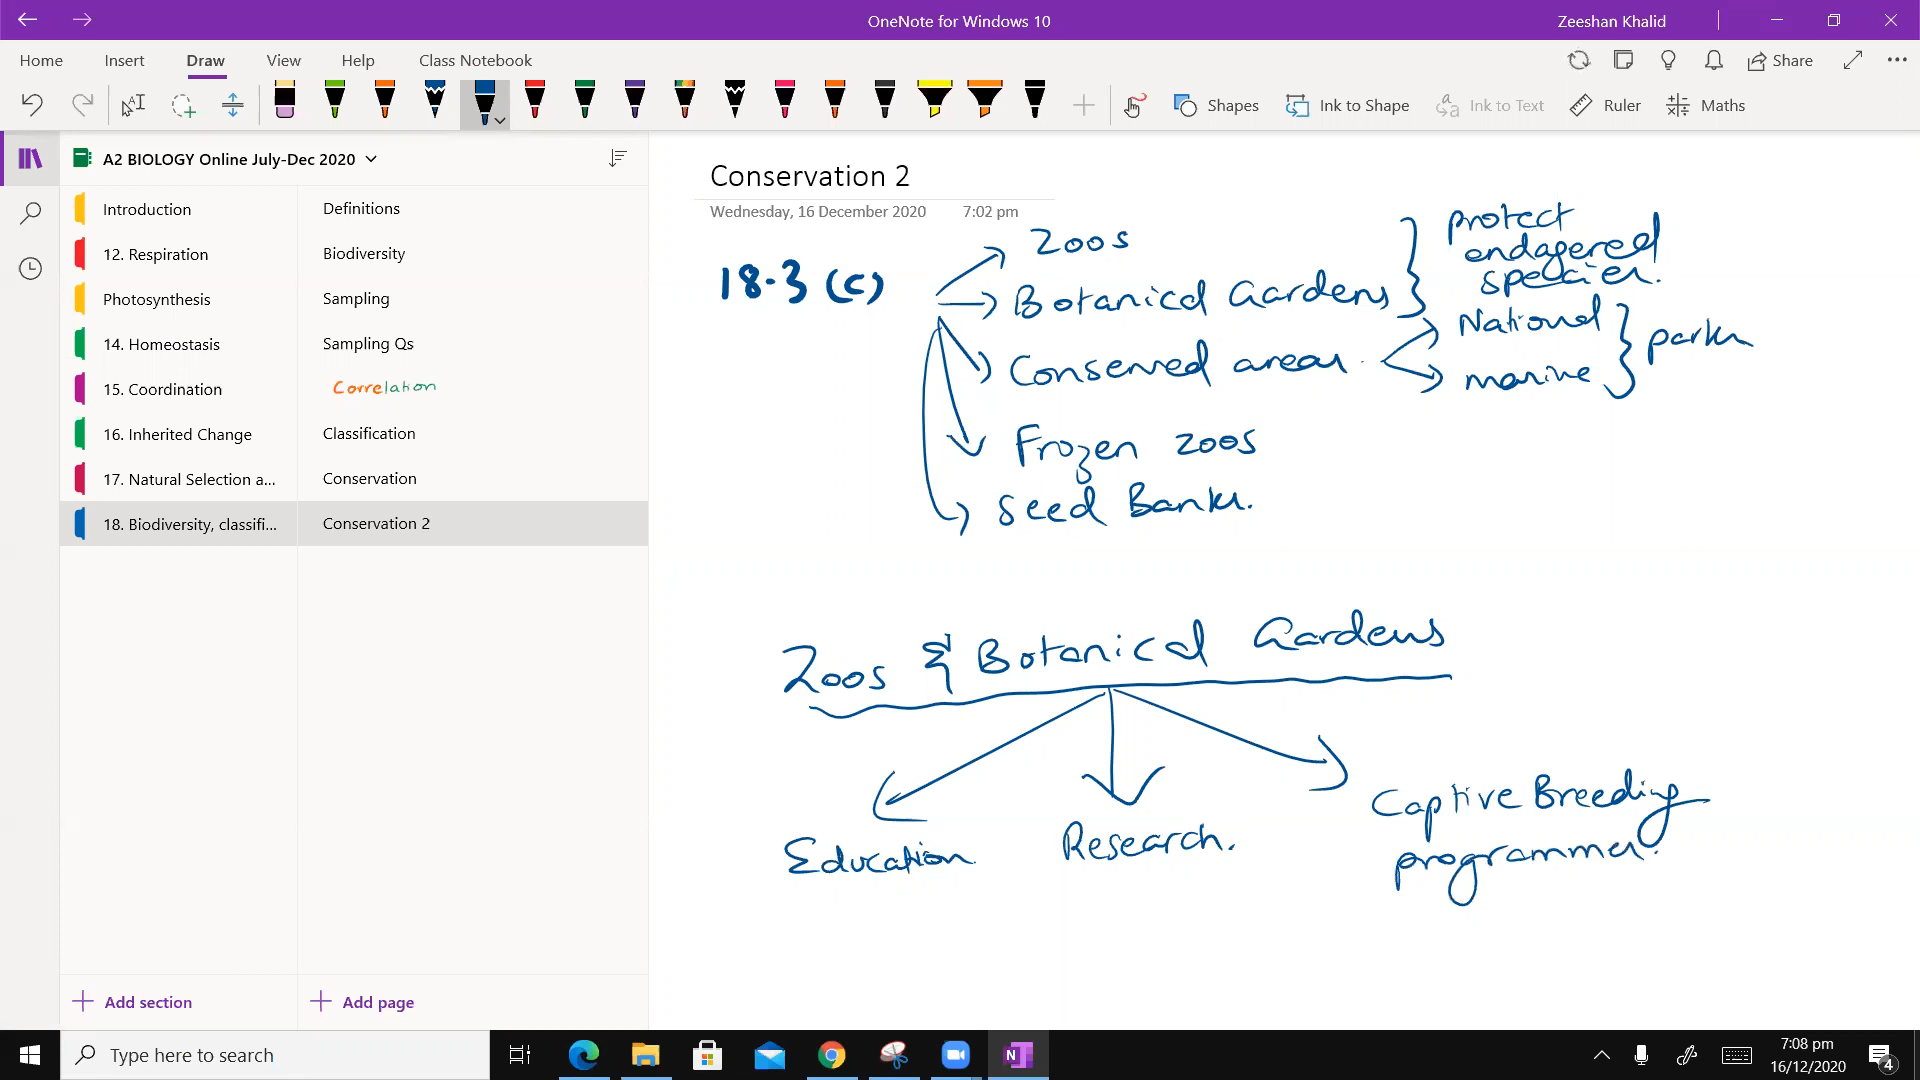 OneNote for Windows 10
Zeeshan Khalid
Home Insert Draw View Help Class Notebook
Share
Shapes Ink to Shape Ink to Text Ruler Maths
A2 BIOLOGY Online July-Dec 2020
Introduction
12. Respiration
Photosynthesis
14. Homeostasis
15. Coordination
16. Inherited Change
17. Natural Selection a...
18. Biodiversity, classifi...
Definitions
Biodiversity
Sampling
Sampling Qs
Correlation
Classification
Conservation
Conservation 2
Add section
Add page
Conservation 2
Wednesday, 16 December 2020 7:02 pm
18.3 (c)
Zoos
Botanical Gardens
protect
endagered
species.
Conserved areas
National
marine
parks
Frozen zoos
Seed Banks.
Zoos & Botanical Gardens
Education
Research.
Captive Breeding
programmes.
Type here to search
7:08 pm
16/12/2020
4
N